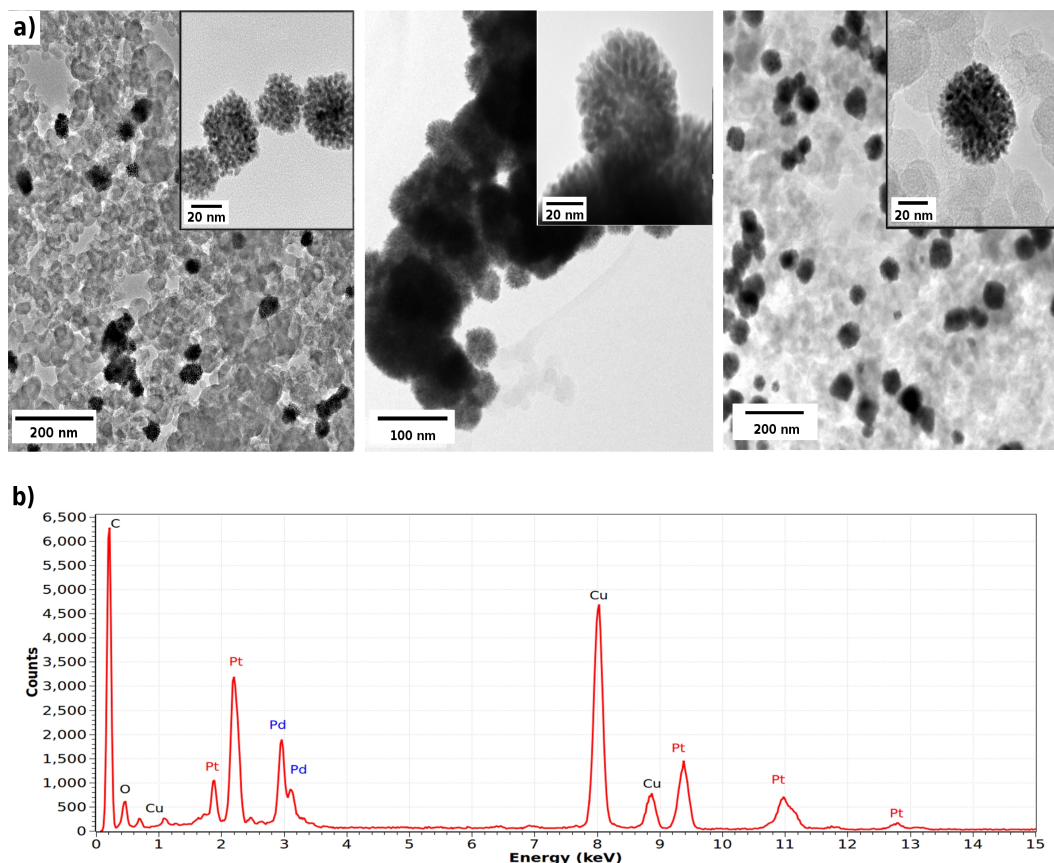 a)
20 nm
200 nm
20 nm
100 nm
20 nm
200 nm
b)
Counts
6,500
6,000
5,500
5,000
4,500
4,000
3,500
3,000
2,500
2,000
1,500
1,000
500
0
C
O
Cu
Pt
Pt
Pd
Pd
Cu
Cu
Pt
Pt
Pt
0 1 2 3 4 5 6 7 8 9 10 11 12 13 14 15
Energy (keV)